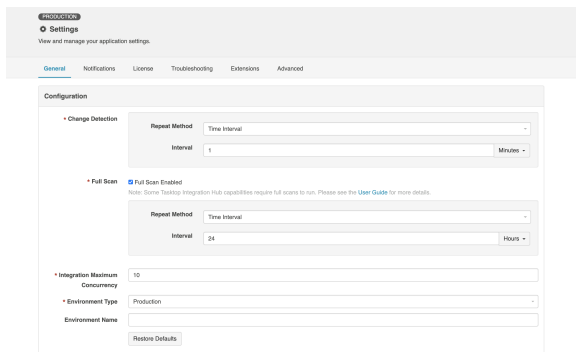 PRODUCTION
Settings
View and manage your application settings.
General Notifications License Troubleshooting Extensions Advanced
Configuration
* Change Detection
Repeat Method Time Interval
Interval 1 Minutes
* Full Scan Full Scan Enabled
Note: Some Tasktop Integration Hub capabilities require full scans to run. Please see the User Guide for more details.
Repeat Method Time Interval
Interval 24 Hours
* Integration Maximum Concurrency 10
* Environment Type Production
Environment Name
Restore Defaults